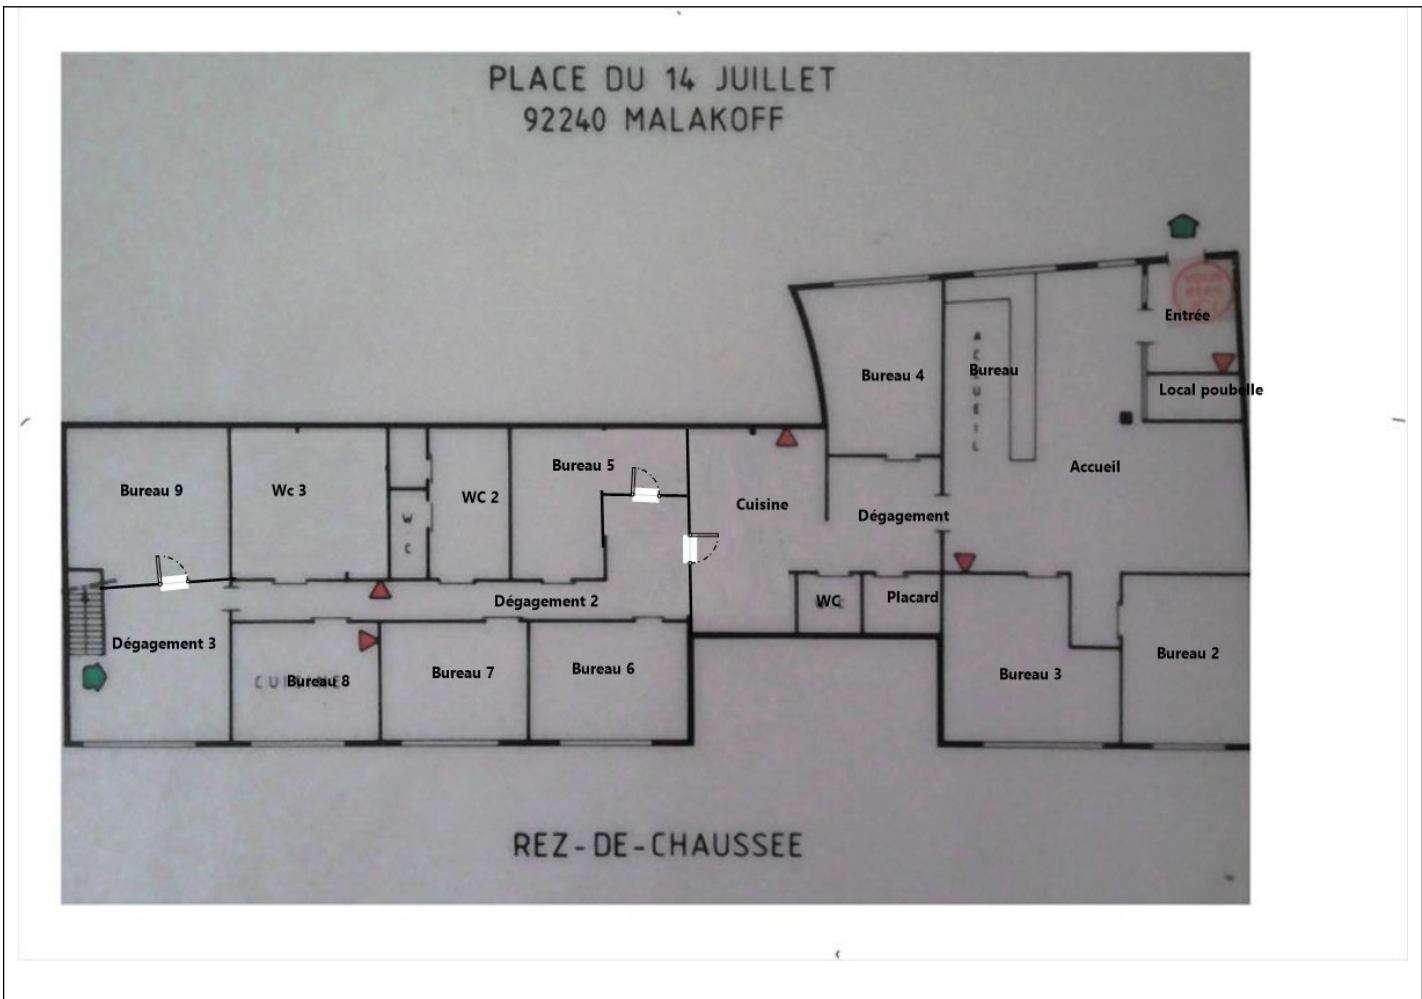 PLACE DU 14 JUILLET
92240 MALAKOFF
Entrée
Bureau 4
ACCUEIL
Bureau
Local poubelle
Bureau 5
Accueil
Bureau 9
Wc 3
WC 2
Cuisine
W.C
Dégagement
Dégagement 2
WC
Placard
Dégagement 3
Bureau 8
CUISINE
Bureau 7
Bureau 6
Bureau 3
Bureau 2
REZ-DE-CHAUSSEE